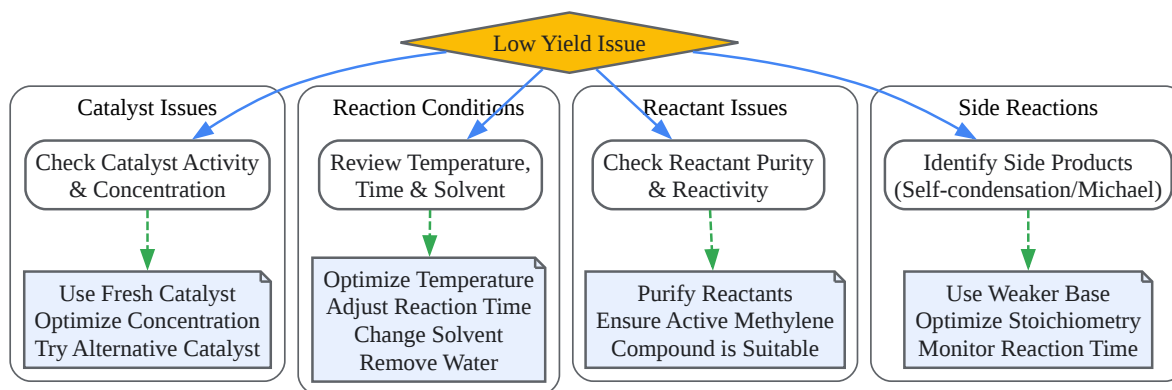 Low Yield Issue
Catalyst Issues
Check Catalyst Activity
& Concentration
Use Fresh Catalyst
Optimize Concentration
Try Alternative Catalyst
Reaction Conditions
Review Temperature,
Time & Solvent
Optimize Temperature
Adjust Reaction Time
Change Solvent
Remove Water
Reactant Issues
Check Reactant Purity
& Reactivity
Purify Reactants
Ensure Active Methylene
Compound is Suitable
Side Reactions
Identify Side Products
(Self-condensation/Michael)
Use Weaker Base
Optimize Stoichiometry
Monitor Reaction Time